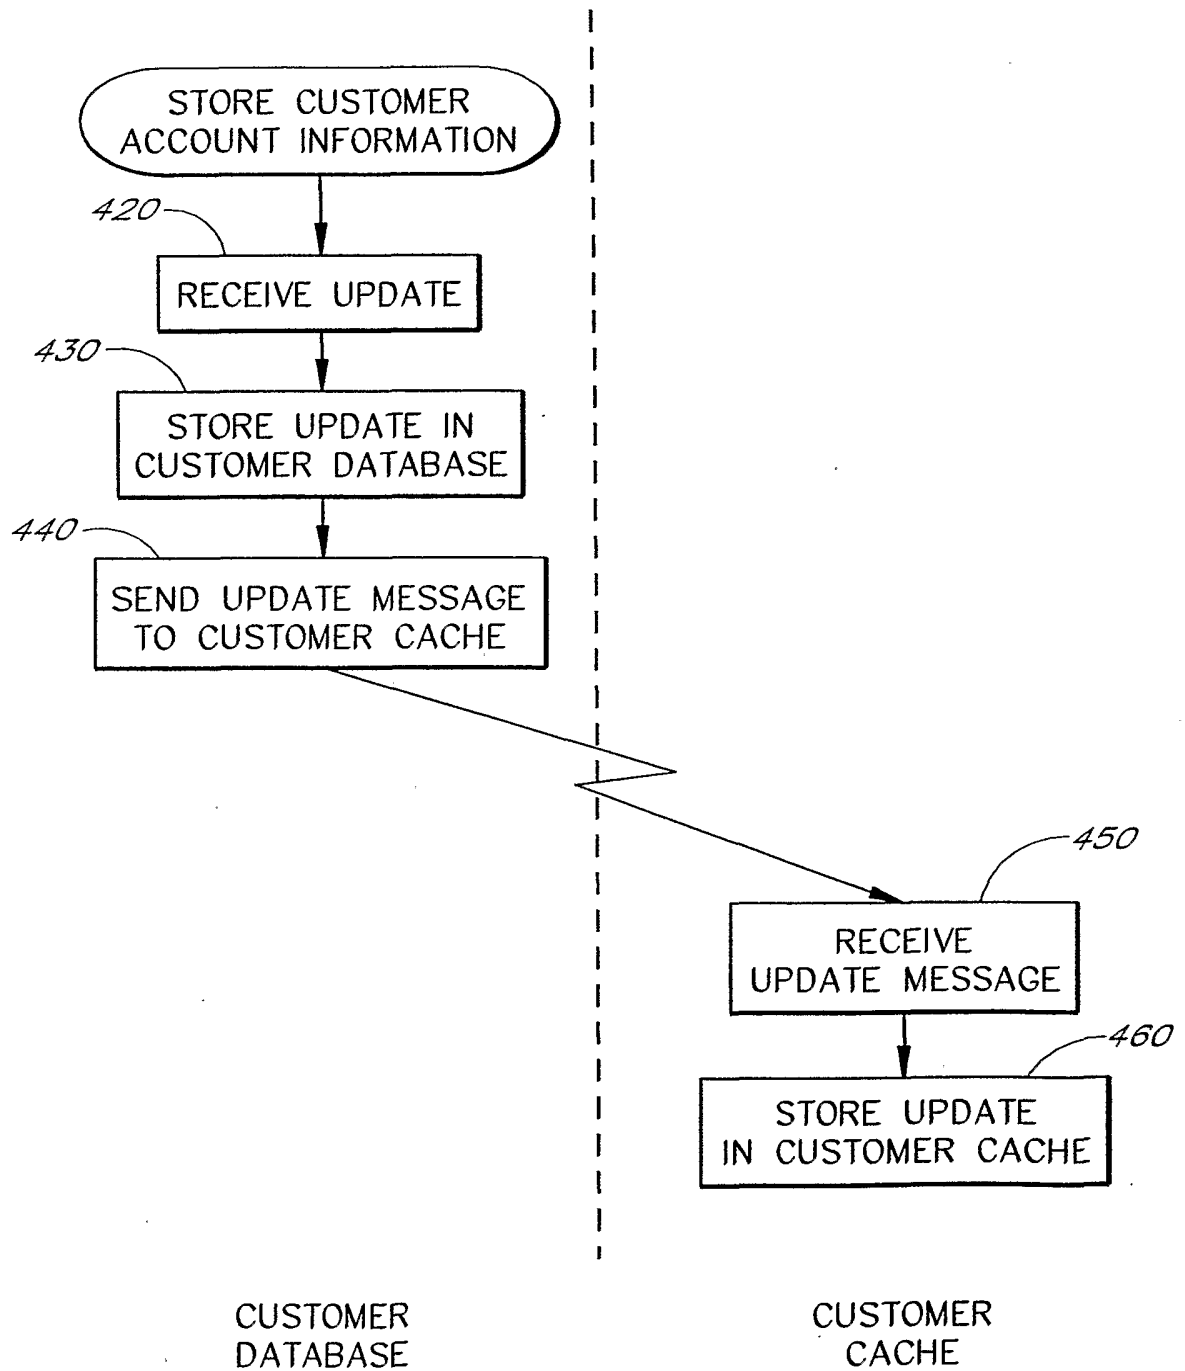 STORE CUSTOMER
ACCOUNT INFORMATION
420
RECEIVE UPDATE
430
STORE UPDATE IN
CUSTOMER DATABASE
440
SEND UPDATE MESSAGE
TO CUSTOMER CACHE
450
RECEIVE
UPDATE MESSAGE
460
STORE UPDATE
IN CUSTOMER CACHE
CUSTOMER
DATABASE
CUSTOMER
CACHE